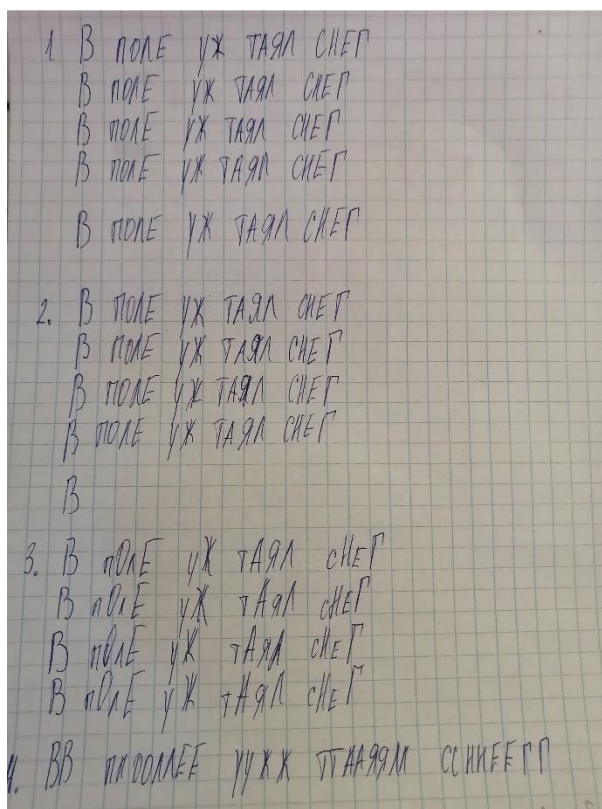 1 В ПОЛЕ УЖ ТАЯЛ СНЕГ
В ПОЛЕ УЖ ТАЯЛ СНЕГ
В ПОЛЕ УЖ ТАЯЛ СНЕГ
В ПОЛЕ УЖ ТАЯЛ СНЕГ
В ПОЛЕ УЖ ТАЯЛ СНЕГ
2. В ПОЛЕ УЖ ТАЯЛ СНЕГ
В ПОЛЕ УЖ ТАЯЛ СНЕГ
В ПОЛЕ УЖ ТАЯЛ СНЕГ
В ПОЛЕ УЖ ТАЯЛ СНЕГ
В
3. В пОлЕ уЖ тАяЛ сНеГ
В пОлЕ уЖ тАяЛ сНеГ
В пОлЕ уЖ тАяЛ сНеГ
В пОлЕ уЖ тАяЛ сНеГ
4. ВВ ППООЛЛЕЕ УУЖЖ ТТААЯЯЛЛ ССННЕЕГГ